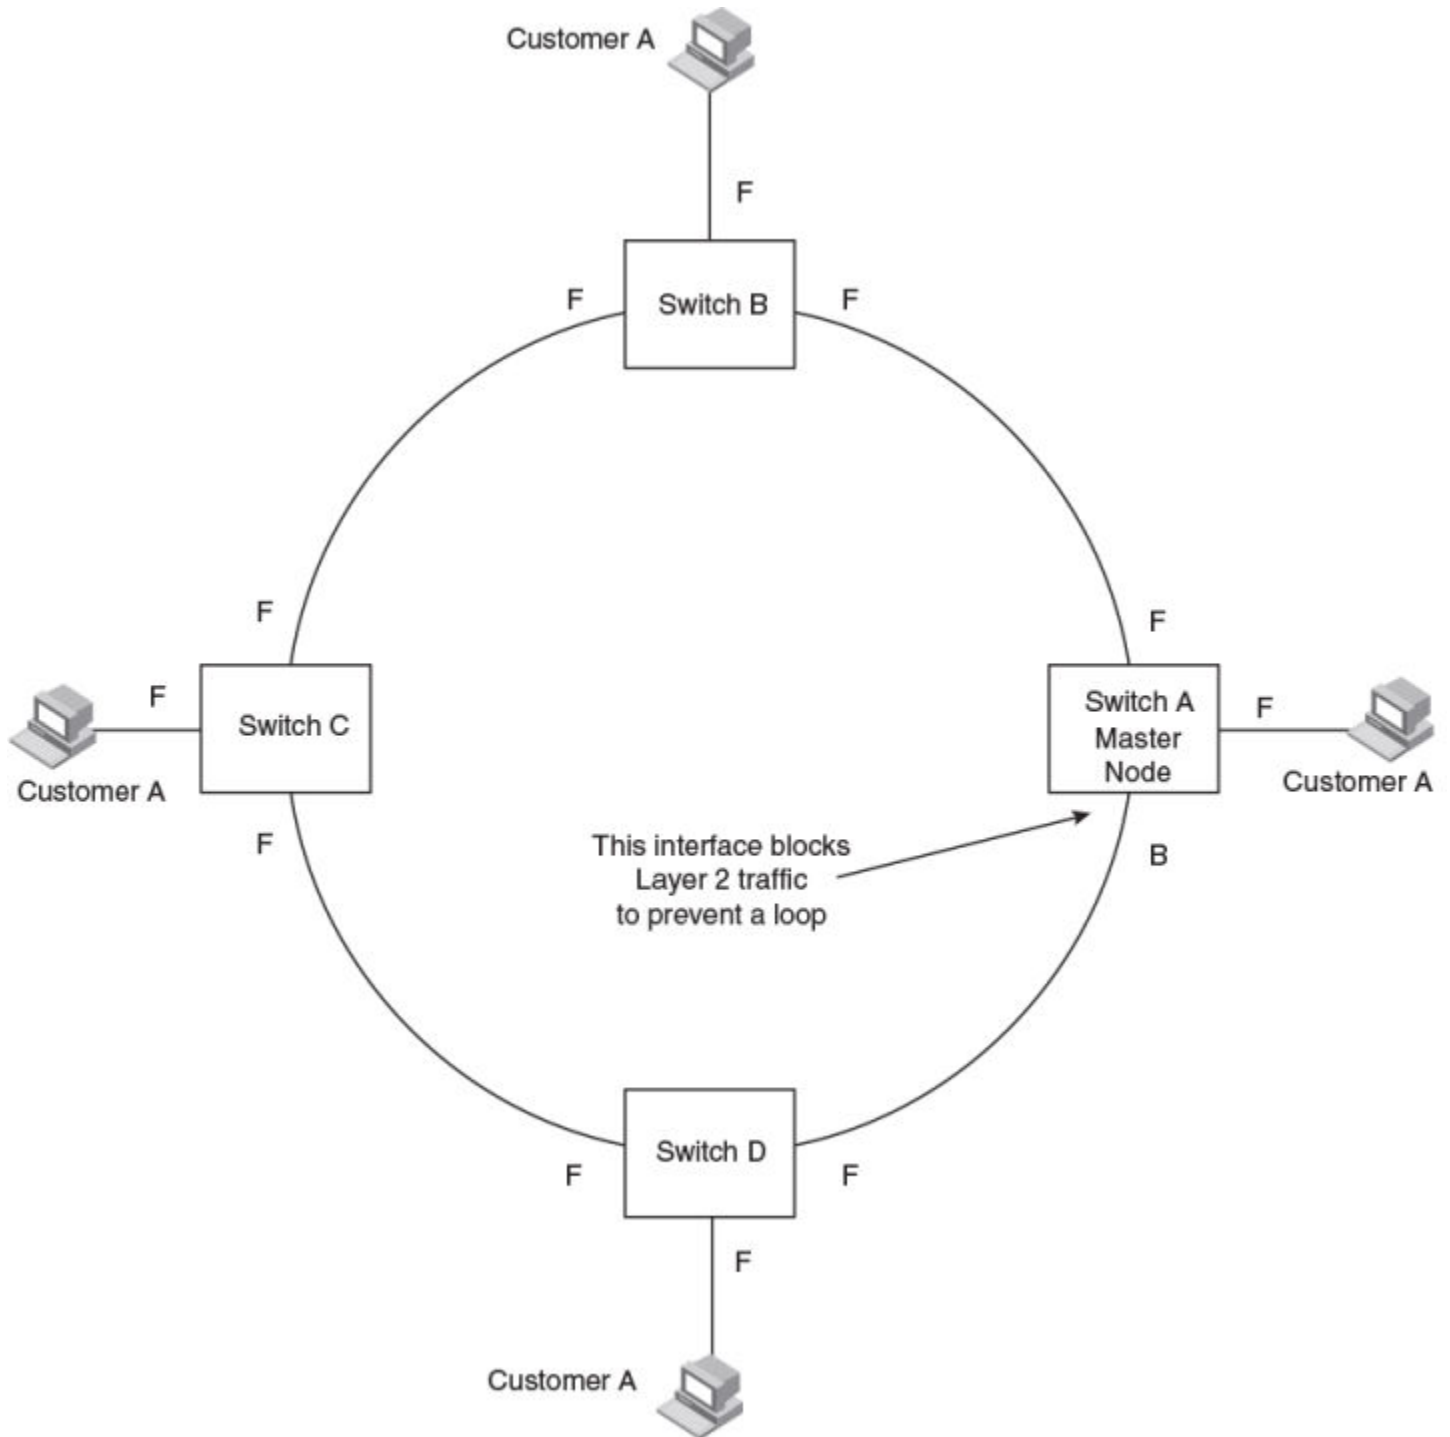 Customer A
F
Switch B
F
F
F
F
F
Switch C
Customer A
Switch A
Master
Node
F
Customer A
F
This interface blocks
Layer 2 traffic
to prevent a loop
B
Switch D
F
F
F
Customer A